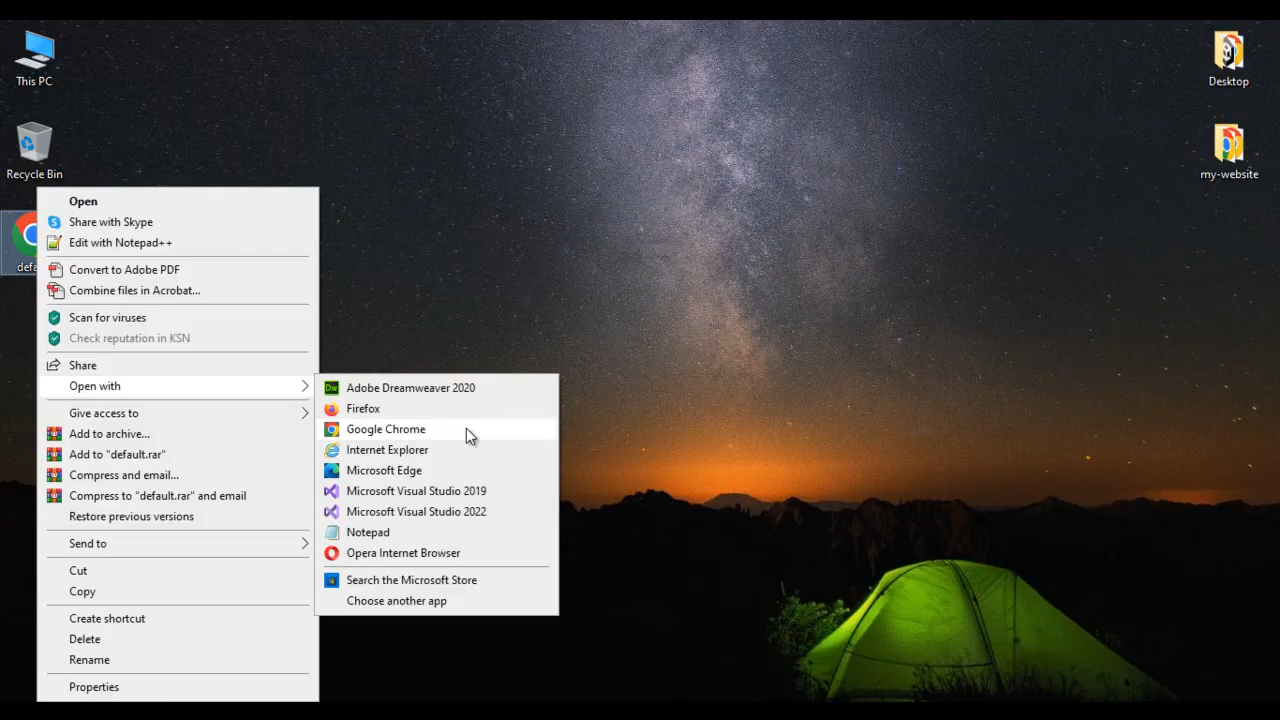 This PC
Recycle Bin
defa
Desktop
my-website
Open
Share with Skype
Edit with Notepad++
Convert to Adobe PDF
Combine files in Acrobat...
Scan for viruses
Check reputation in KSN
Share
Open with
Give access to
Add to archive...
Add to "default.rar"
Compress and email...
Compress to "default.rar" and email
Restore previous versions
Send to
Cut
Copy
Create shortcut
Delete
Rename
Properties
Dw Adobe Dreamweaver 2020
Firefox
Google Chrome
Internet Explorer
Microsoft Edge
Microsoft Visual Studio 2019
Microsoft Visual Studio 2022
Notepad
Opera Internet Browser
Search the Microsoft Store
Choose another app